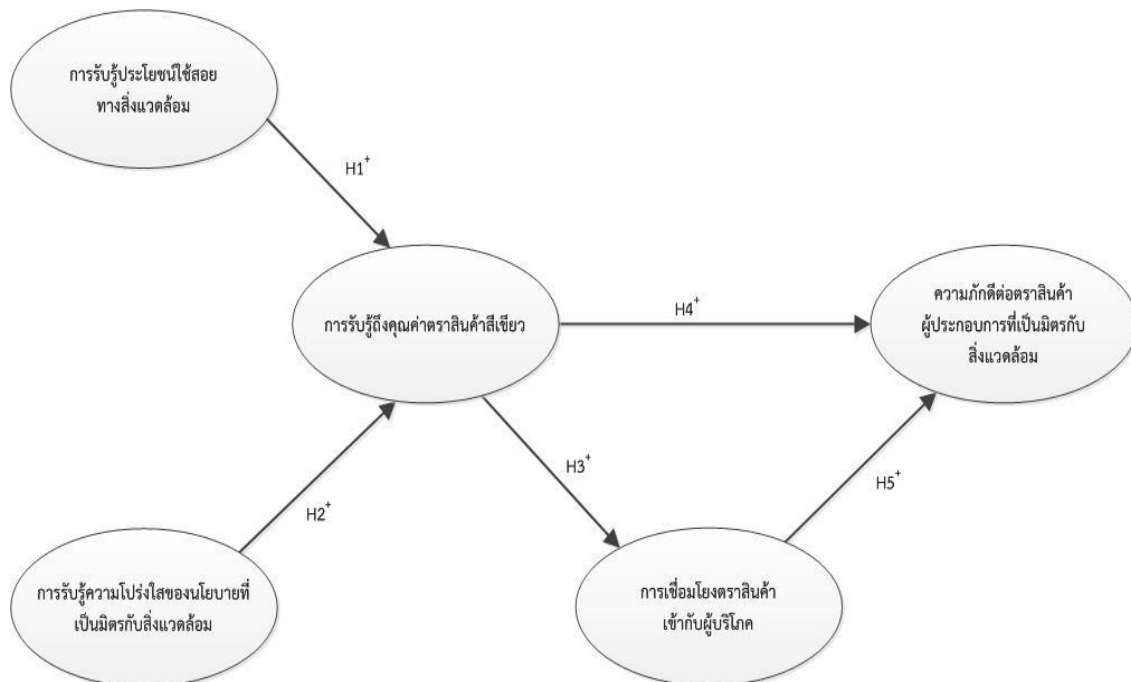 การรับรู้ประโยชน์ใช้สอย
ทางสิ่งแวดล้อม
H1+
การรับรู้ถึงคุณค่าตราสินค้าสีเขียว
H4+
ความภักดีต่อตราสินค้า
ผู้ประกอบการที่เป็นมิตรกับ
สิ่งแวดล้อม
H2+
H3+
H5+
การรับรู้ความโปร่งใสของนโยบายที่
เป็นมิตรกับสิ่งแวดล้อม
การเชื่อมโยงตราสินค้า
เข้ากับผู้บริโภค